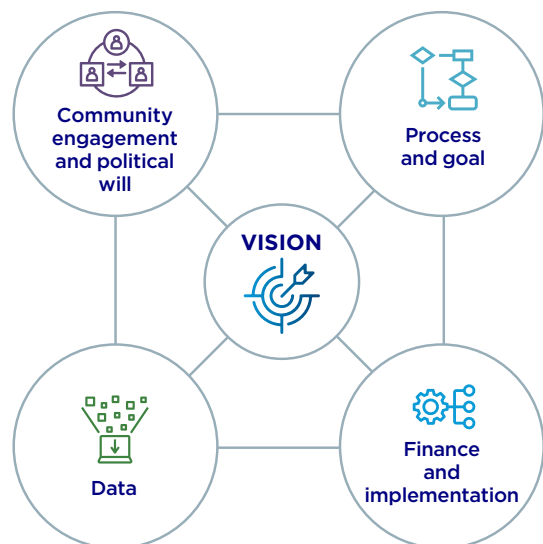 Community
engagement
and political
will
Process
and goal
VISION
Data
Finance
and
implementation